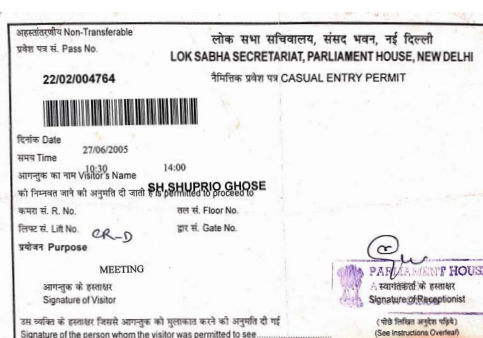 अहस्तांतरणीय Non-Transferable
प्रवेश पत्र सं. Pass No.
लोक सभा सचिवालय, संसद भवन, नई दिल्ली
LOK SABHA SECRETARIAT, PARLIAMENT HOUSE, NEW DELHI
22/02/004764
नैमित्तिक प्रवेश पत्र CASUAL ENTRY PERMIT
दिनांक Date
27/06/2005
समय Time
10:30 14:00
आगन्तुक का नाम Visitor's Name
SH.SHUPRIO GHOSE
को निम्नवत जाने की अनुमति दी जाती है is permitted to proceed to
कमरा सं. R. No. तल सं. Floor No.
लिफ्ट सं. Lift No. CR-D द्वार सं. Gate No.
प्रयोजन Purpose
MEETING
आगन्तुक के हस्ताक्षर
Signature of Visitor
PARLIAMENT HOUS
स्वागतकर्ता के हस्ताक्षर
Signature of Receptionist
उस व्यक्ति के हस्ताक्षर जिससे आगन्तुक को मुलाकात करने की अनुमति दी गई
Signature of the person whom the visitor was permitted to see
(पीछे लिखित अनुदेश पढ़िये)
(See Instructions Overleaf)